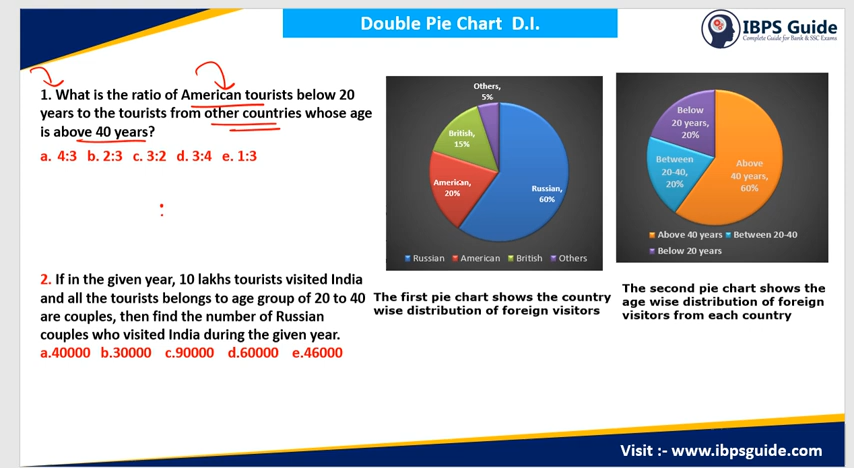 Double Pie Chart D.I.
IBPS Guide
Complete Guide for Bank & SSC Exams
1. What is the ratio of American tourists below 20
years to the tourists from other countries whose age
is above 40 years?
a. 4:3 b. 2:3 c. 3:2 d. 3:4 e. 1:3
:
2. If in the given year, 10 lakhs tourists visited India
and all the tourists belongs to age group of 20 to 40
are couples, then find the number of Russian
couples who visited India during the given year.
a.40000 b.30000 c.90000 d.60000 e.46000
Others,
5%
British,
15%
American,
20%
Russian,
60%
Russian American British Others
The first pie chart shows the country
wise distribution of foreign visitors
Below
20 years,
20%
Between
20-40,
20%
Above
40 years,
60%
Above 40 years Between 20-40
Below 20 years
The second pie chart shows the
age wise distribution of foreign
visitors from each country
Visit :- www.ibpsguide.com